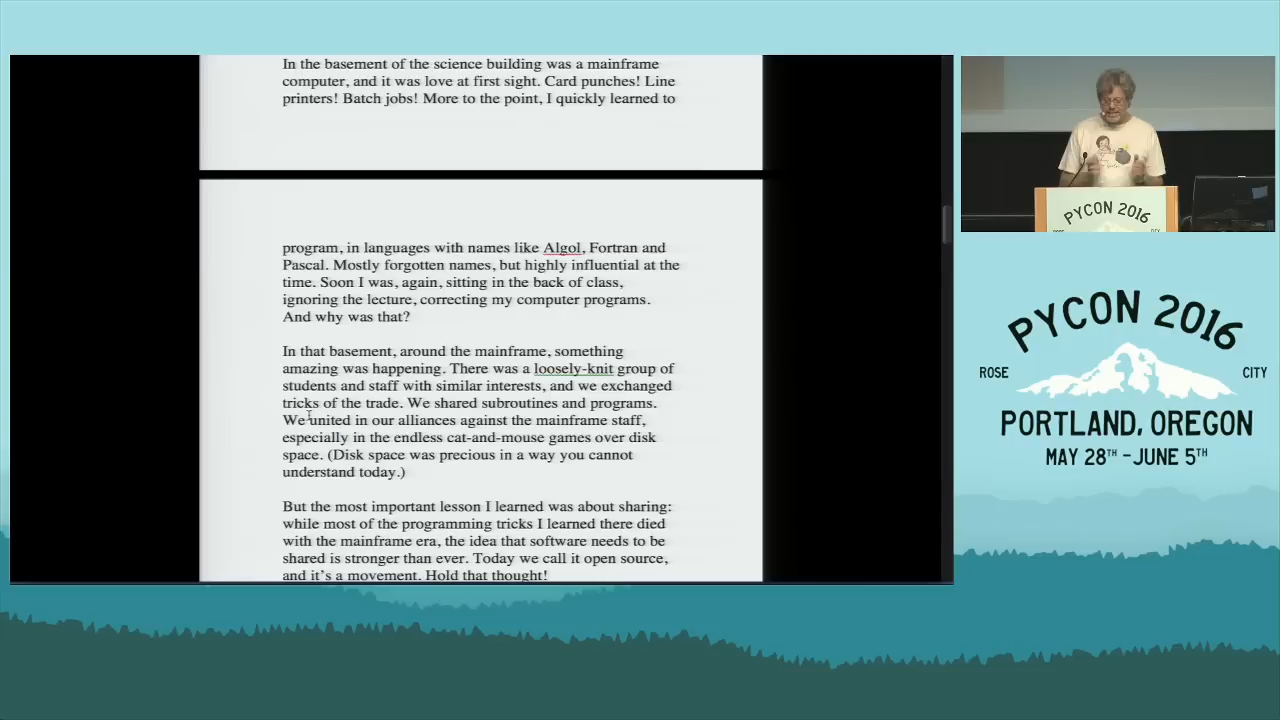 In the basement of the science building was a mainframe
computer, and it was love at first sight. Card punches! Line
printers! Batch jobs! More to the point, I quickly learned to
program, in languages with names like Algol, Fortran and
Pascal. Mostly forgotten names, but highly influential at the
time. Soon I was, again, sitting in the back of class,
ignoring the lecture, correcting my computer programs.
And why was that?
In that basement, around the mainframe, something
amazing was happening. There was a loosely-knit group of
students and staff with similar interests, and we exchanged
tricks of the trade. We shared subroutines and programs.
We united in our alliances against the mainframe staff,
especially in the endless cat-and-mouse games over disk
space. (Disk space was precious in a way you cannot
understand today.)
But the most important lesson I learned was about sharing:
while most of the programming tricks I learned there died
with the mainframe era, the idea that software needs to be
shared is stronger than ever. Today we call it open source,
and it’s a movement. Hold that thought!
PYCON 2016
PYCON 2016
ROSE CITY
PORTLAND, OREGON
MAY 28TH - JUNE 5TH